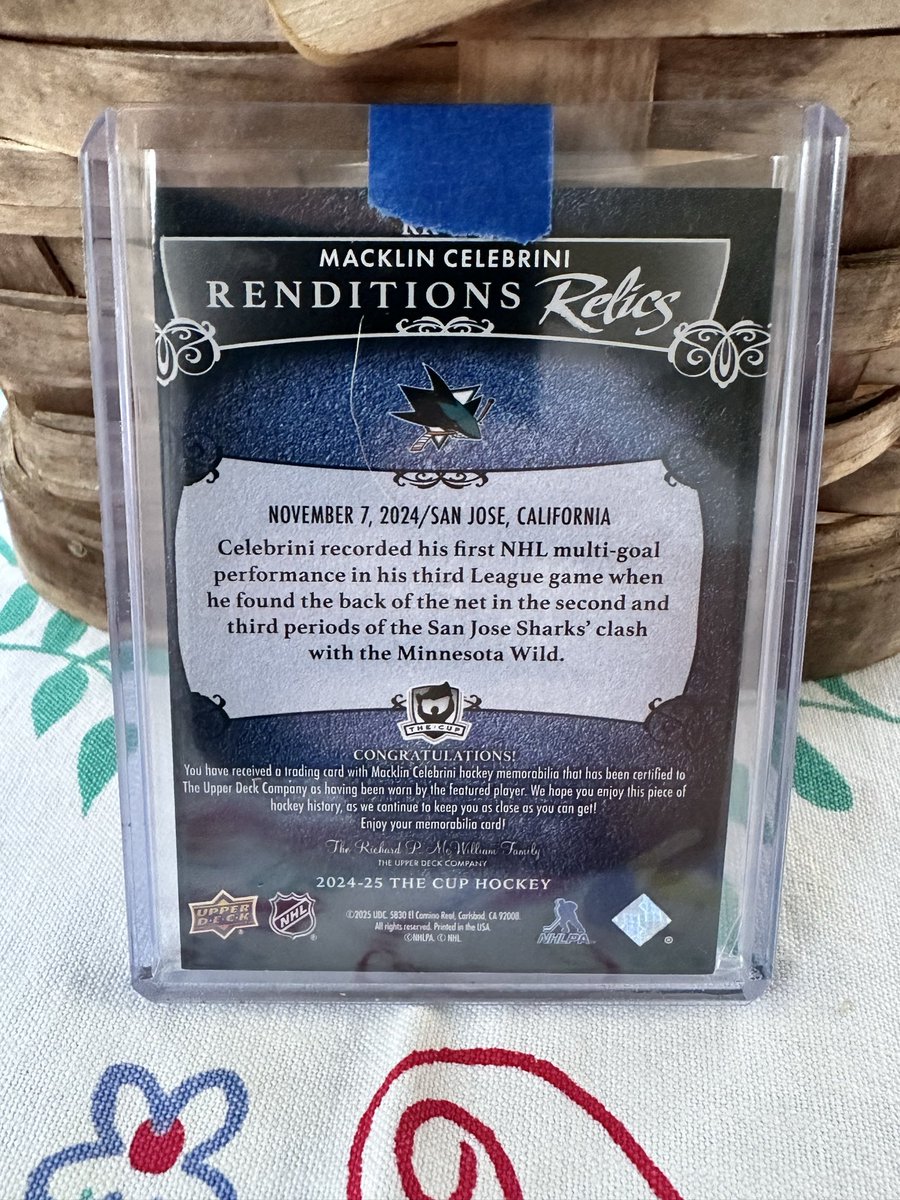 MACKLIN CELEBRINI
RENDITIONS Relics
NOVEMBER 7, 2024/SAN JOSE, CALIFORNIA
Celebrini recorded his first NHL multi-goal
performance in his third League game when
he found the back of the net in the second and
third periods of the San Jose Sharks' clash
with the Minnesota Wild.
THE CUP
CONGRATULATIONS!
You have received a trading card with Macklin Celebrini hockey memorabilia that has been certified to
The Upper Deck Company as having been worn by the featured player. We hope you enjoy this piece of
hockey history, as we continue to keep you as close as you can get!
Enjoy your memorabilia card!
The Richard P. McWilliam Family
THE UPPER DECK COMPANY
2024-25 THE CUP HOCKEY
UPPER DECK ® NHL ®
©2025 UDC. 5830 El Camino Real, Carlsbad, CA 92008.
All rights reserved. Printed in the USA.
©NHLPA. © NHL.
NHLPA ®